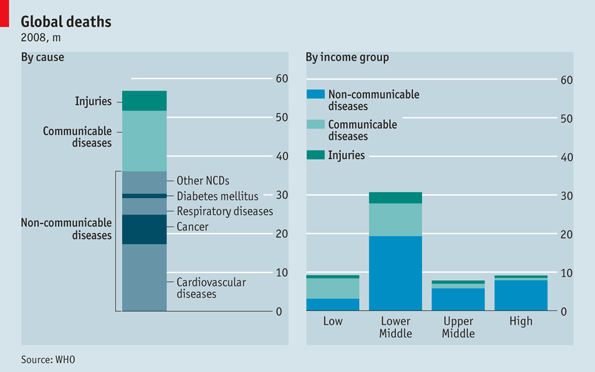 Global deaths
2008, m
By cause
60
Injuries
50
Communicable
diseases
40
Other NCDs
Diabetes mellitus
30
Respiratory diseases
Non-communicable
diseases
Cancer
20
10
Cardiovascular
diseases
0
By income group
60
Non-communicable
diseases
50
Communicable
diseases
40
Injuries
30
20
10
0
Low
Lower
Middle
Upper
Middle
High
Source: WHO